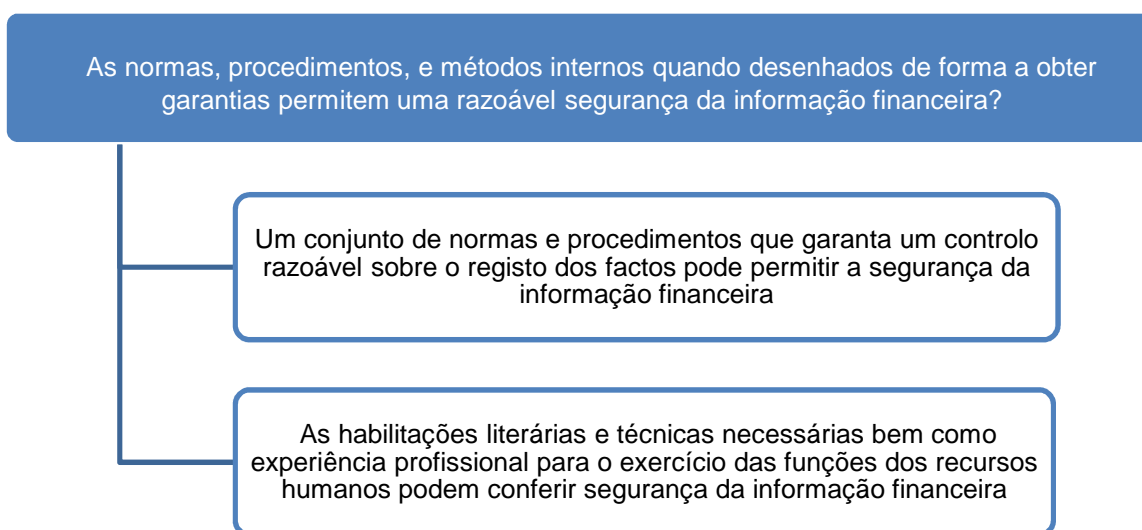 As normas, procedimentos, e métodos internos quando desenhados de forma a obter
garantias permitem uma razoável segurança da informação financeira?
Um conjunto de normas e procedimentos que garanta um controlo
razoável sobre o registo dos factos pode permitir a segurança da
informação financeira
As habilitações literárias e técnicas necessárias bem como
experiência profissional para o exercício das funções dos recursos
humanos podem conferir segurança da informação financeira